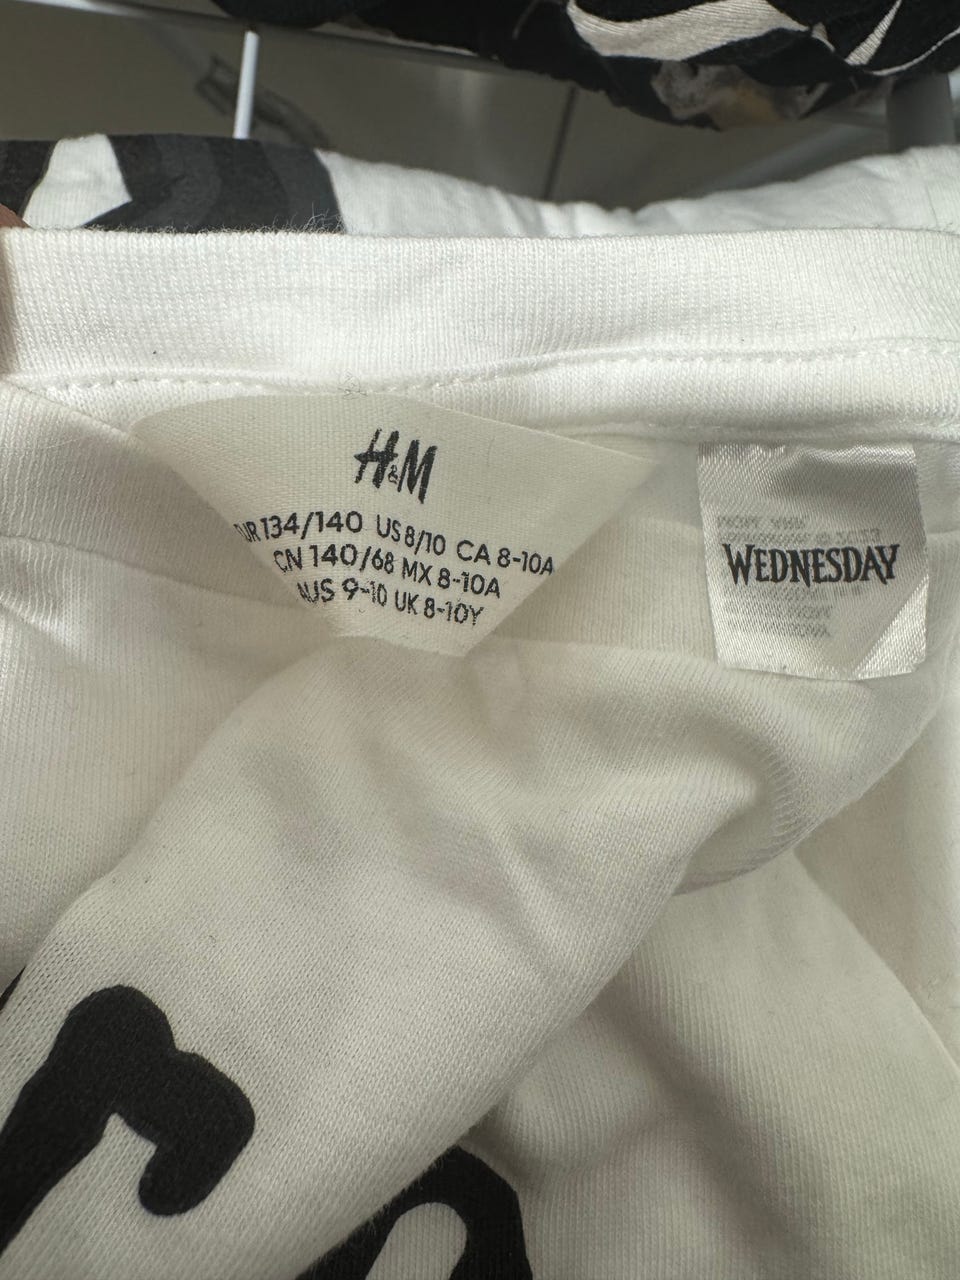 H&M
EUR 134/140 US 8/10 CA 8-10A
CN 140/68 MX 8-10A
AUS 9-10 UK 8-10Y
WEDNESDAY